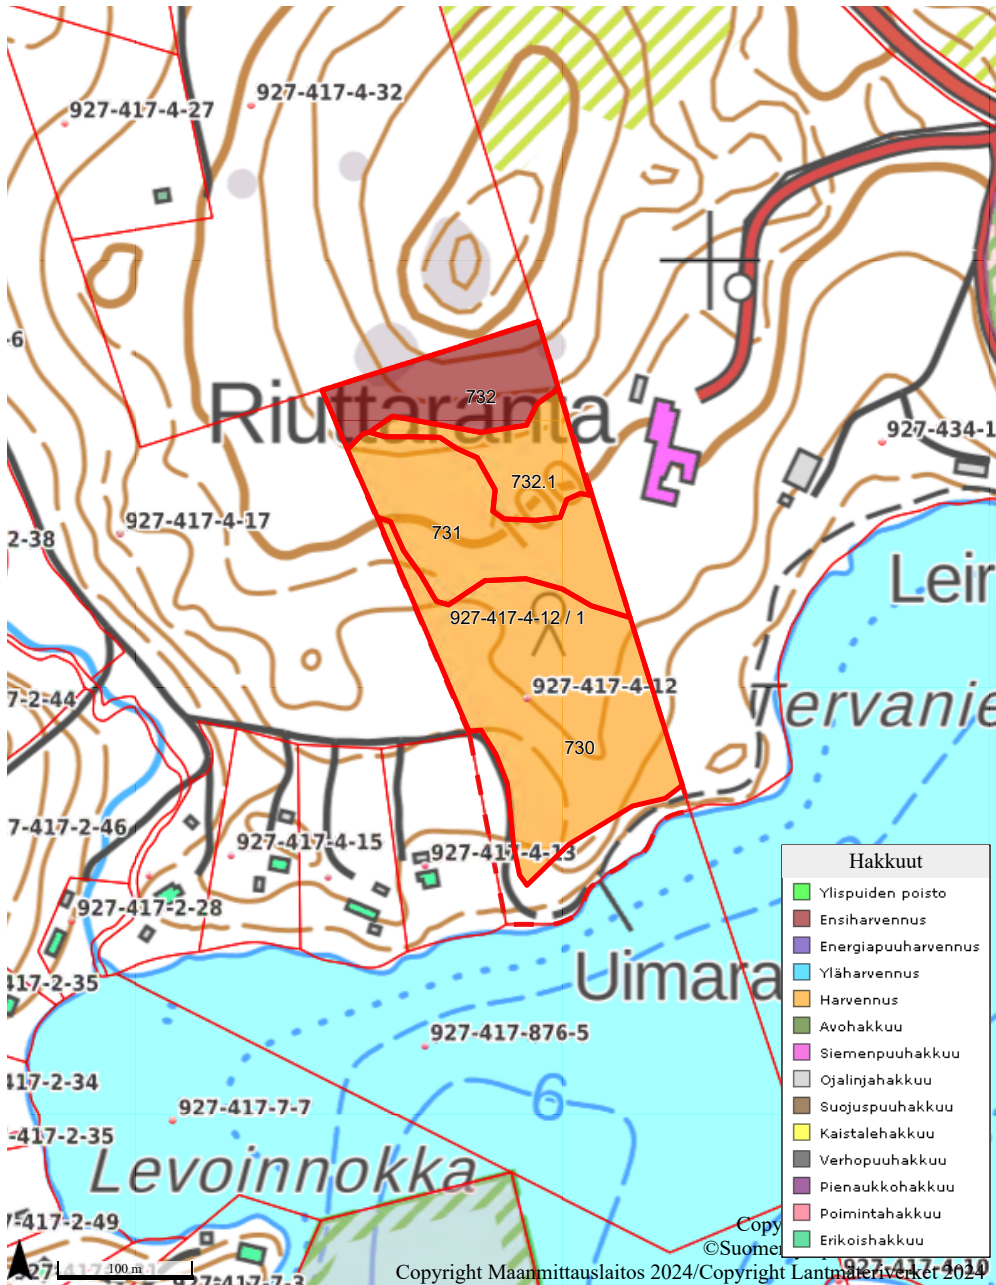 927-417-4-32
927-417-4-27
-6
732
Riuttaranta
927-434-1
732.1
927-417-4-17
731
2-38
Leir
927-417-4-12 / 1
927-417-4-12
7-2-44
Tervanie
730
7-417-2-46
927-417-4-15
927-417-4-13
927-417-2-28
417-2-35
Uimara
927-417-876-5
417-2-34
6
927-417-7-7
-417-2-35
Levoinnokka
7-417-2-49
Hakkuut
Ylispuiden poisto
Ensiharvennus
Energiapuuharvennus
Yläharvennus
Harvennus
Avohakkuu
Siemenpuuhakkuu
Ojalinjahakkuu
Suojuspuuhakkuu
Kaistalehakkuu
Verhopuuhakkuu
Pienaukkohakkuu
Poimintahakkuu
Erikoishakkuu
Copy
©Suomen
100 m
Copyright Maanmittauslaitos 2024/Copyright Lantmäteriverket 2024